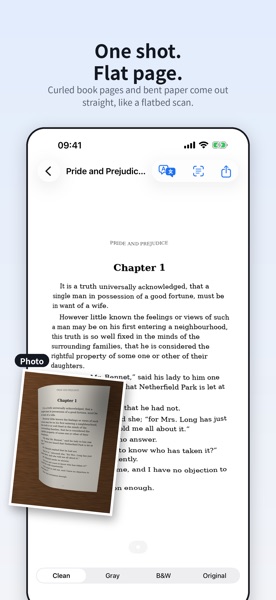 One shot.
Flat page.
Curled book pages and bent paper come out
straight, like a flatbed scan.
09:41
Pride and Prejudic...
PRIDE AND PREJUDICE
Chapter 1
It is a truth universally acknowledged, that a
single man in possession of a good fortune, must be
in want of a wife.
However little known the feelings or views of such
a man may be on his first entering a neighbourhood,
this truth is so well fixed in the minds of the
surrounding families, that he is considered the
rightful property of some one or other of their
daughters.
Bennet,” said his lady to him one
hat Netherfield Park is let at
that he had not.
d she; “for Mrs. Long has just
old me all about it.”
no answer.
to know who has taken it?”
ently.
me, and I have no objection to
on enough.
Photo
Chapter 1
Clean
Gray
B&W
Original